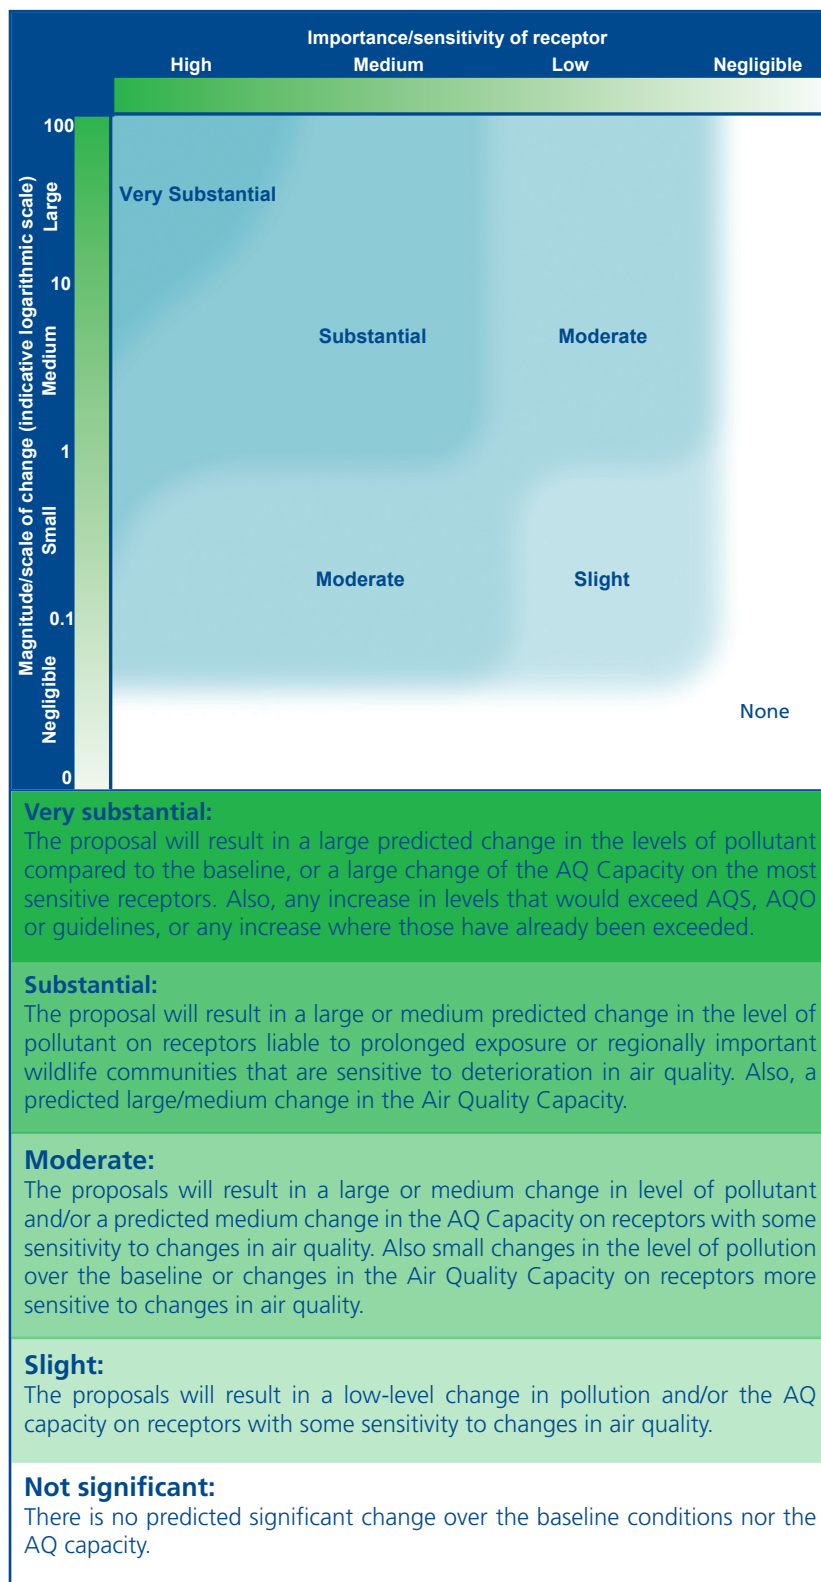 Importance/sensitivity of receptor
High Medium Low Negligible
Magnitude/scale of change (indicative logarithmic scale)
100
Large
10
Medium
1
Small
0.1
Negligible
0
Very Substantial
Substantial Moderate
Moderate Slight
None
Very substantial:
The proposal will result in a large predicted change in the levels of pollutant
compared to the baseline, or a large change of the AQ Capacity on the most
sensitive receptors. Also, any increase in levels that would exceed AQS, AQO
or guidelines, or any increase where those have already been exceeded.
Substantial:
The proposal will result in a large or medium predicted change in the level of
pollutant on receptors liable to prolonged exposure or regionally important
wildlife communities that are sensitive to deterioration in air quality. Also, a
predicted large/medium change in the Air Quality Capacity.
Moderate:
The proposals will result in a large or medium change in level of pollutant
and/or a predicted medium change in the AQ Capacity on receptors with some
sensitivity to changes in air quality. Also small changes in the level of pollution
over the baseline or changes in the Air Quality Capacity on receptors more
sensitive to changes in air quality.
Slight:
The proposals will result in a low-level change in pollution and/or the AQ
capacity on receptors with some sensitivity to changes in air quality.
Not significant:
There is no predicted significant change over the baseline conditions nor the
AQ capacity.